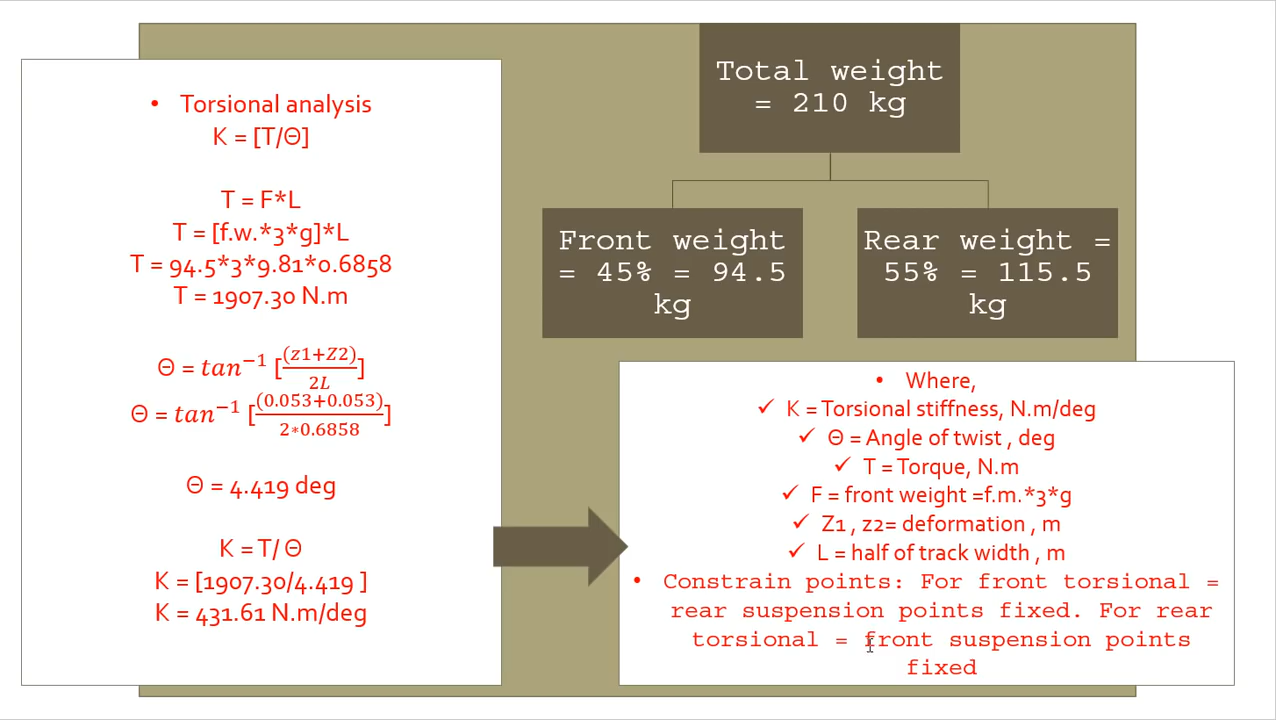 • Torsional analysis
K = [T/Θ]
T = F*L
T = [f.w.*3*g]*L
T = 94.5*3*9.81*0.6858
T = 1907.30 N.m
Θ = tan⁻¹ [(z1+Z2)/2L]
Θ = tan⁻¹ [(0.053+0.053)/2*0.6858]
Θ = 4.419 deg
K = T/ Θ
K = [1907.30/4.419 ]
K = 431.61 N.m/deg
Total weight
= 210 kg
Front weight
= 45% = 94.5
kg
Rear weight =
55% = 115.5
kg
• Where,
✓ K = Torsional stiffness, N.m/deg
✓ Θ = Angle of twist , deg
✓ T = Torque, N.m
✓ F = front weight =f.m.*3*g
✓ Z1 , z2= deformation , m
✓ L = half of track width , m
• Constrain points: For front torsional =
rear suspension points fixed. For rear
torsional = front suspension points
fixed